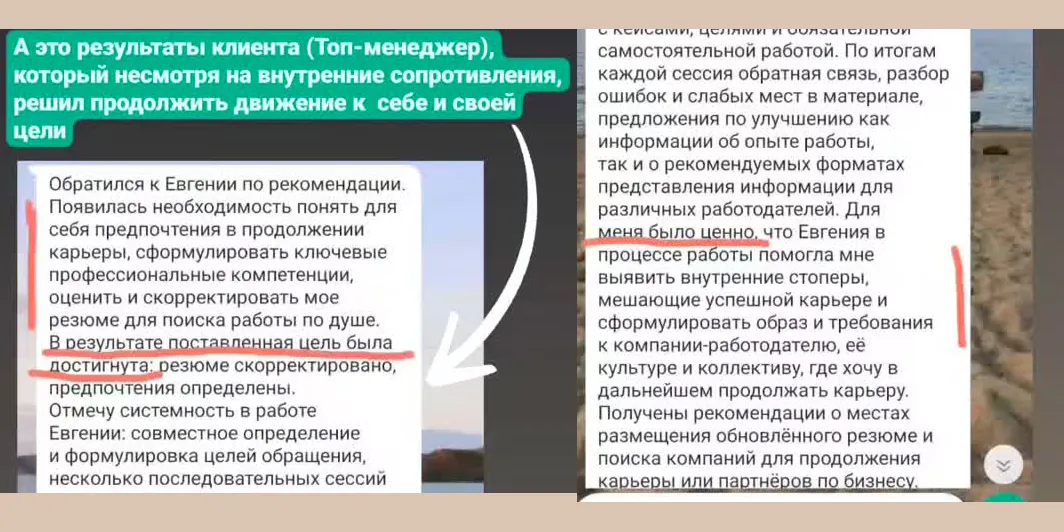 А это результаты клиента (Топ-менеджер),
который несмотря на внутренние сопротивления,
решил продолжить движение к себе и своей
цели
Обратился к Евгении по рекомендации.
Появилась необходимость понять для
себя предпочтения в продолжении
карьеры, сформулировать ключевые
профессиональные компетенции,
оценить и скорректировать мое
резюме для поиска работы по душе.
В результате поставленная цель была
достигнута: резюме скорректировано,
предпочтения определены.
Отмечу системность в работе
Евгении: совместное определение
и формулировка целей обращения,
несколько последовательных сессий
с кейсами, целями и обязательной
самостоятельной работой. По итогам
каждой сессия обратная связь, разбор
ошибок и слабых мест в материале,
предложения по улучшению как
информации об опыте работы,
так и о рекомендуемых форматах
представления информации для
различных работодателей. Для
меня было ценно, что Евгения в
процессе работы помогла мне
выявить внутренние стоперы,
мешающие успешной карьере и
сформулировать образ и требования
к компании-работодателю, её
культуре и коллективу, где хочу в
дальнейшем продолжать карьеру.
Получены рекомендации о местах
размещения обновлённого резюме и
поиска компаний для продолжения
карьеры или партнёров по бизнесу.